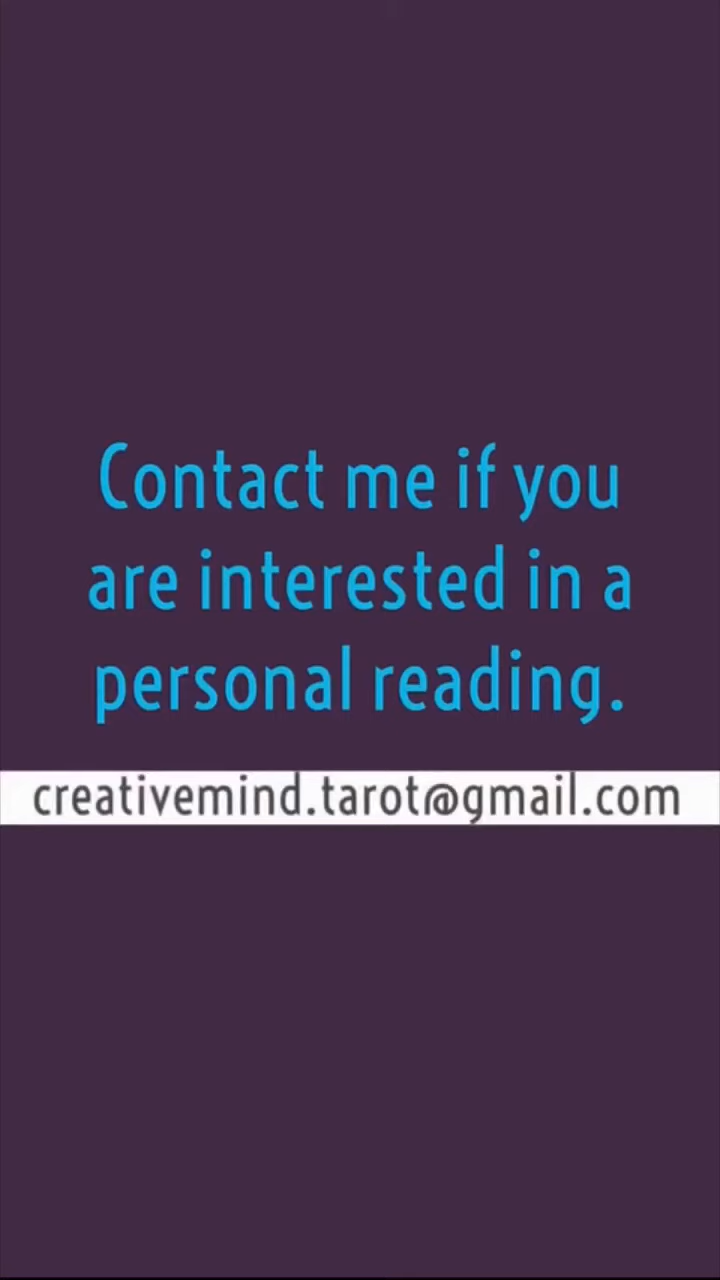 Contact me if you
are interested in a
personal reading.
creativemind.tarot@gmail.com